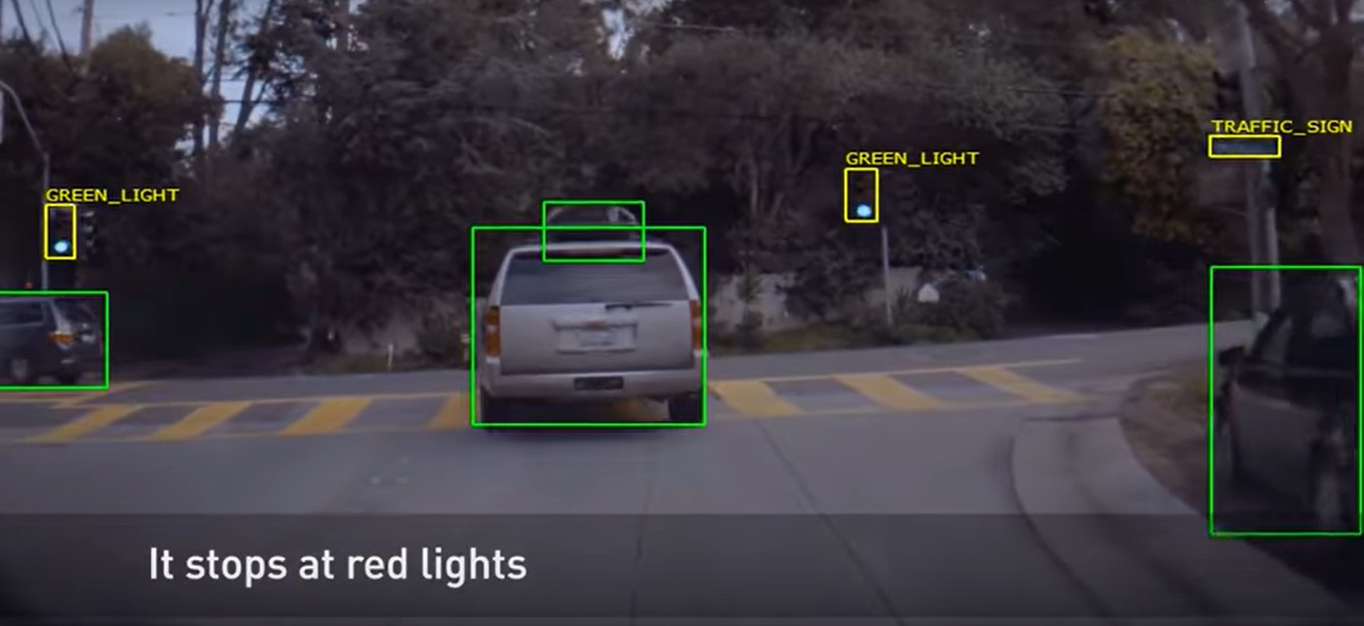 TRAFFIC_SIGN
GREEN_LIGHT
GREEN_LIGHT
It stops at red lights